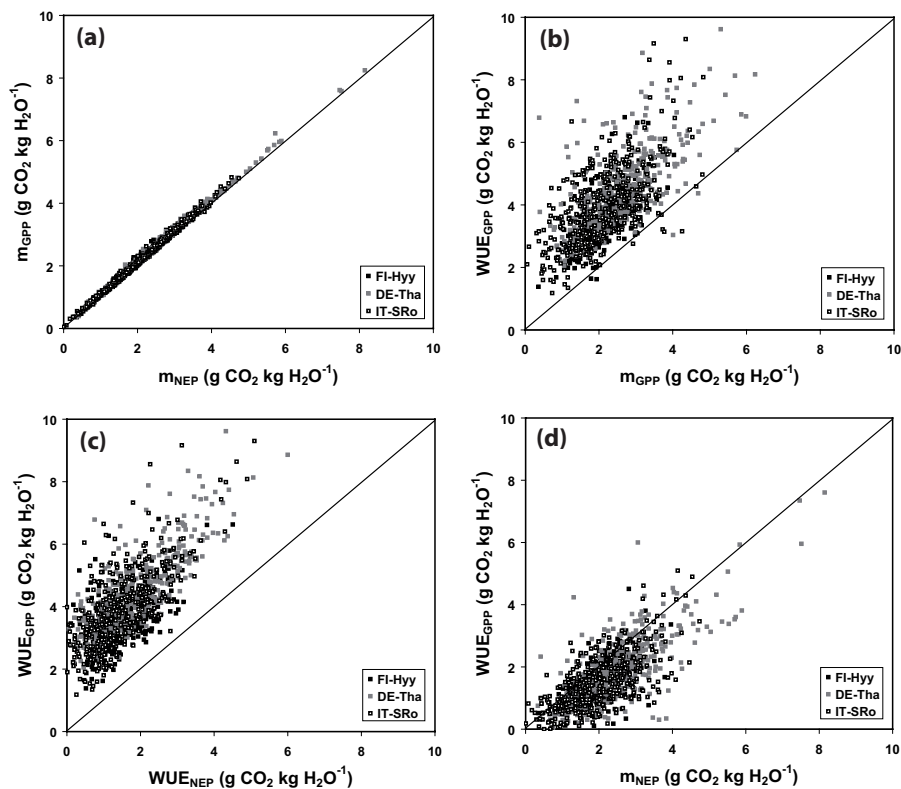 (a)
10
8
6
4
2
0
m_GPP (g CO₂ kg H₂O⁻¹)
FI-Hyy
DE-Tha
IT-SRo
0 2 4 6 8 10
m_NEP (g CO₂ kg H₂O⁻¹)
(b)
10
8
6
4
2
0
WUE_GPP (g CO₂ kg H₂O⁻¹)
FI-Hyy
DE-Tha
IT-SRo
0 2 4 6 8 10
m_GPP (g CO₂ kg H₂O⁻¹)
(c)
10
8
6
4
2
0
WUE_GPP (g CO₂ kg H₂O⁻¹)
FI-Hyy
DE-Tha
IT-SRo
0 2 4 6 8 10
WUE_NEP (g CO₂ kg H₂O⁻¹)
(d)
10
8
6
4
2
0
WUE_GPP (g CO₂ kg H₂O⁻¹)
FI-Hyy
DE-Tha
IT-SRo
0 2 4 6 8 10
m_NEP (g CO₂ kg H₂O⁻¹)